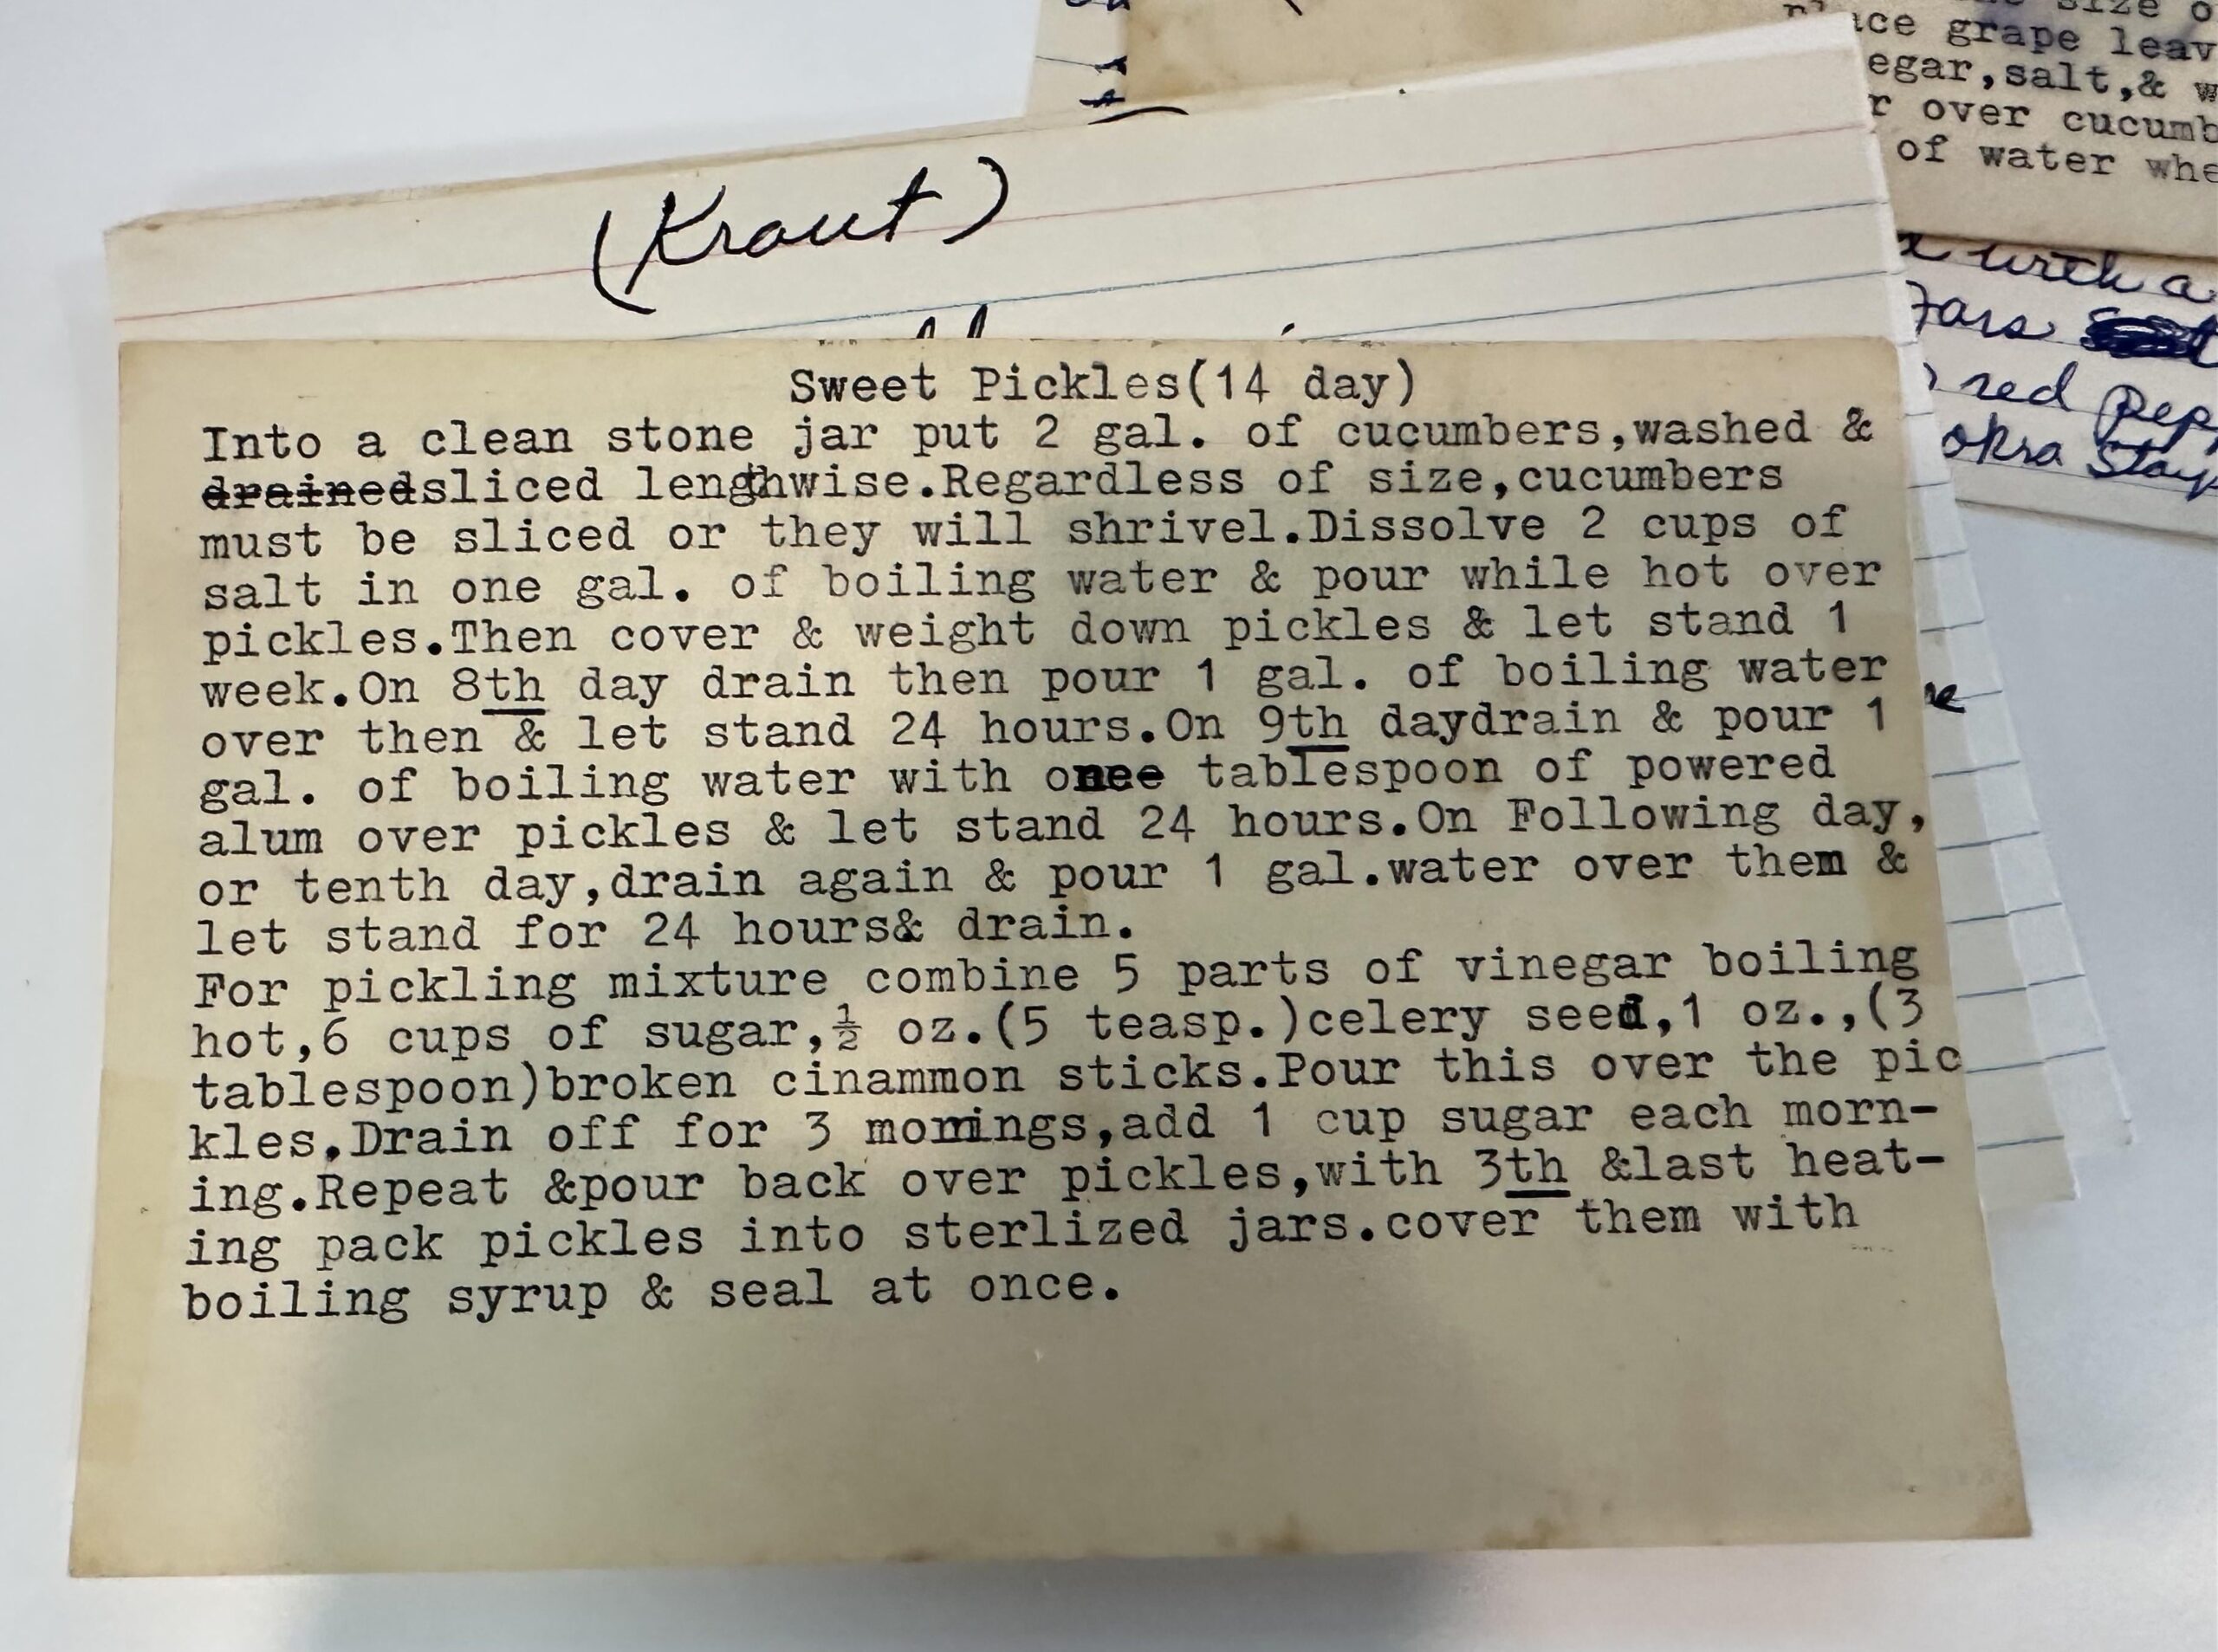 size o
ace grape leav
egar,salt,& w
r over cucumb
of water whe
(Kraut)
with a
Jars
red pep
okra stay
Sweet Pickles(14 day)
Into a clean stone jar put 2 gal. of cucumbers,washed &
drainedsliced lengthwise.Regardless of size,cucumbers
must be sliced or they will shrivel.Dissolve 2 cups of
salt in one gal. of boiling water & pour while hot over
pickles.Then cover & weight down pickles & let stand 1
week.On 8th day drain then pour 1 gal. of boiling water
over then & let stand 24 hours.On 9th daydrain & pour 1
gal. of boiling water with one tablespoon of powered
alum over pickles & let stand 24 hours.On Following day,
or tenth day,drain again & pour 1 gal.water over them &
let stand for 24 hours& drain.
For pickling mixture combine 5 parts of vinegar boiling
hot,6 cups of sugar,½ oz.(5 teasp.)celery seed,1 oz.,(3
tablespoon)broken cinammon sticks.Pour this over the pic
kles.Drain off for 3 mornings,add 1 cup sugar each morn-
ing.Repeat &pour back over pickles,with 3th &last heat-
ing pack pickles into sterlized jars.cover them with
boiling syrup & seal at once.